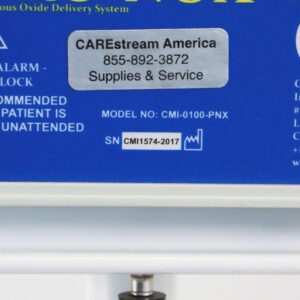 ous Oxide Delivery System
CAREstream America
855-892-3872
Supplies & Service
ALARM -
LOCK
OMMENDED
PATIENT IS
UNATTENDED
MODEL NO: CMI-0100-PNX
SN CMI1574-2017